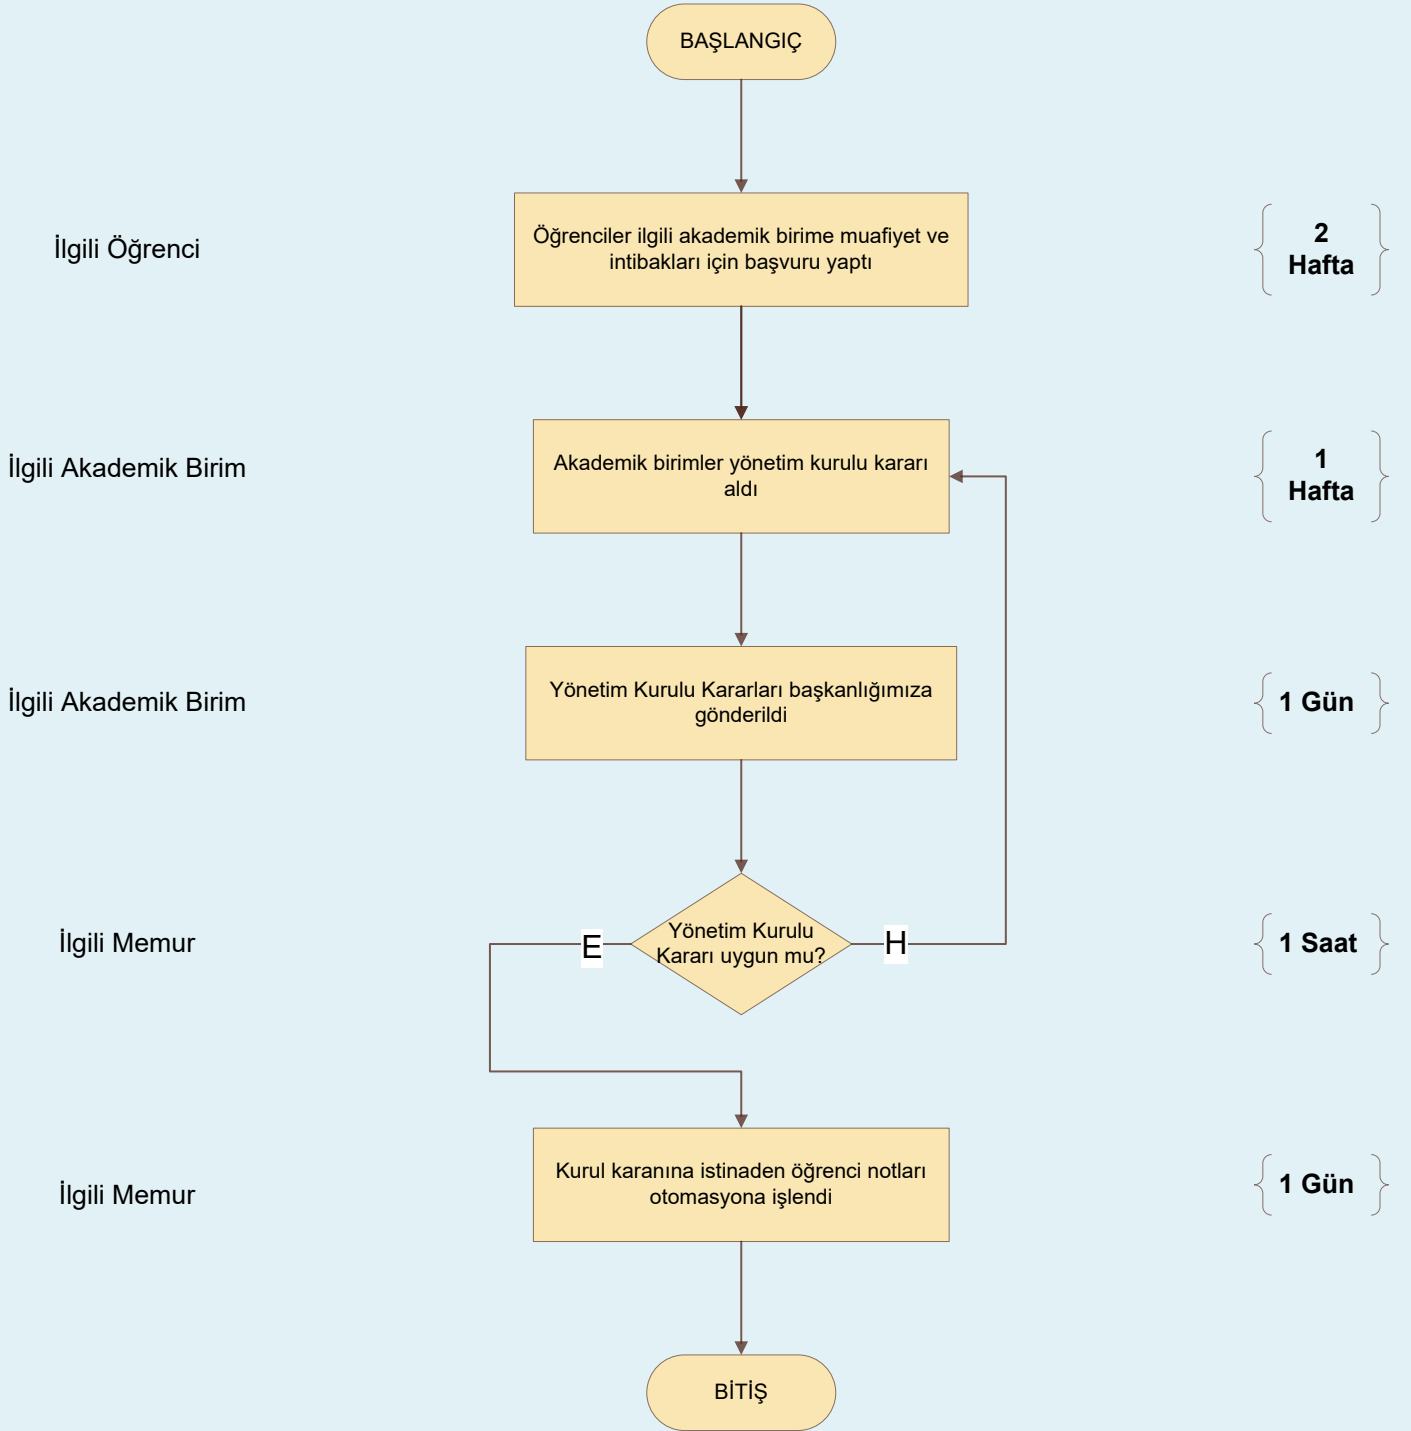 BAŞLANGIÇ
İlgili Öğrenci
Öğrenciler ilgili akademik birime muafiyet ve
intibakları için başvuru yaptı
2
Hafta
İlgili Akademik Birim
Akademik birimler yönetim kurulu kararı
aldı
1
Hafta
İlgili Akademik Birim
Yönetim Kurulu Kararları başkanlığımıza
gönderildi
1 Gün
İlgili Memur
E
Yönetim Kurulu
Kararı uygun mu?
H
1 Saat
İlgili Memur
Kurul karanına istinaden öğrenci notları
otomasyona işlendi
1 Gün
BİTİŞ